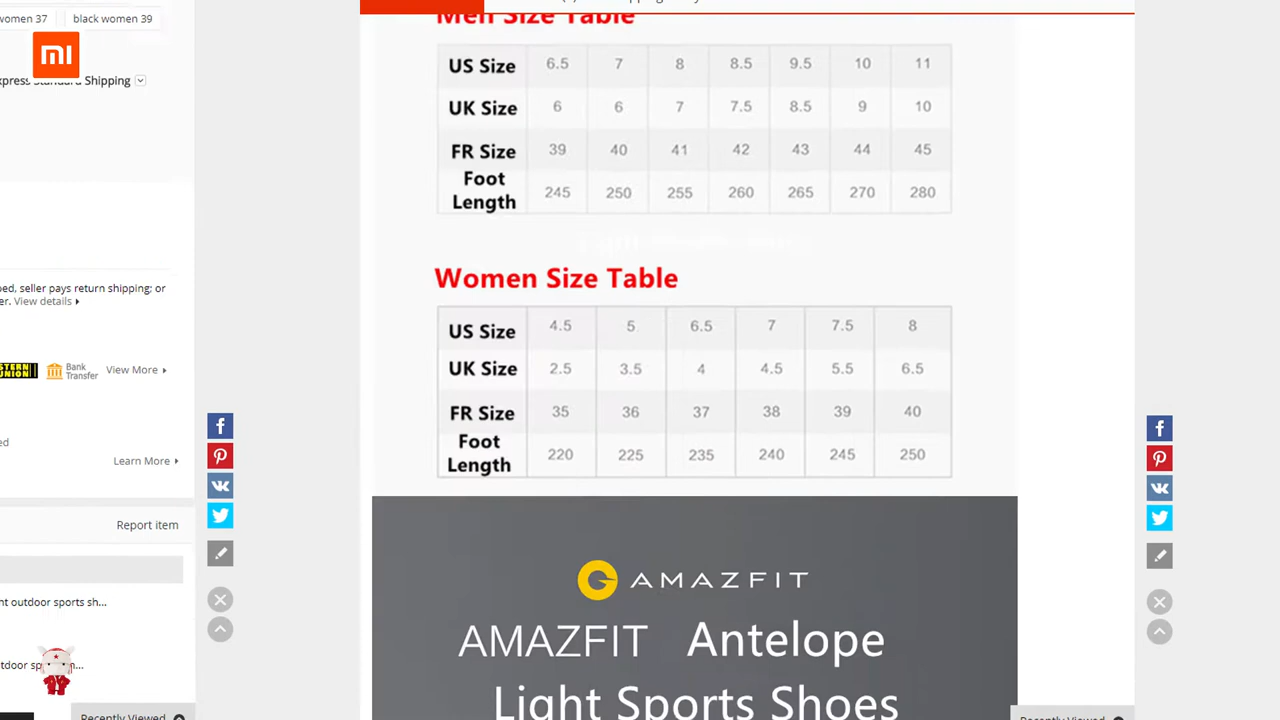 women 37
black women 39
xpress Standard Shipping
ped, seller pays return shipping; or
er. View details
STERN
UNION
Bank
Transfer
View More
ed
Learn More
Report item
ht outdoor sports sh...
Recently Viewed
Men Size Table
US Size 6.5 7 8 8.5 9.5 10 11
UK Size 6 6 7 7.5 8.5 9 10
FR Size 39 40 41 42 43 44 45
Foot
Length 245 250 255 260 265 270 280
Women Size Table
US Size 4.5 5 6.5 7 7.5 8
UK Size 2.5 3.5 4 4.5 5.5 6.5
FR Size 35 36 37 38 39 40
Foot
Length 220 225 235 240 245 250
AMAZFIT
AMAZFIT Antelope
Light Sports Shoes
Recently Viewed